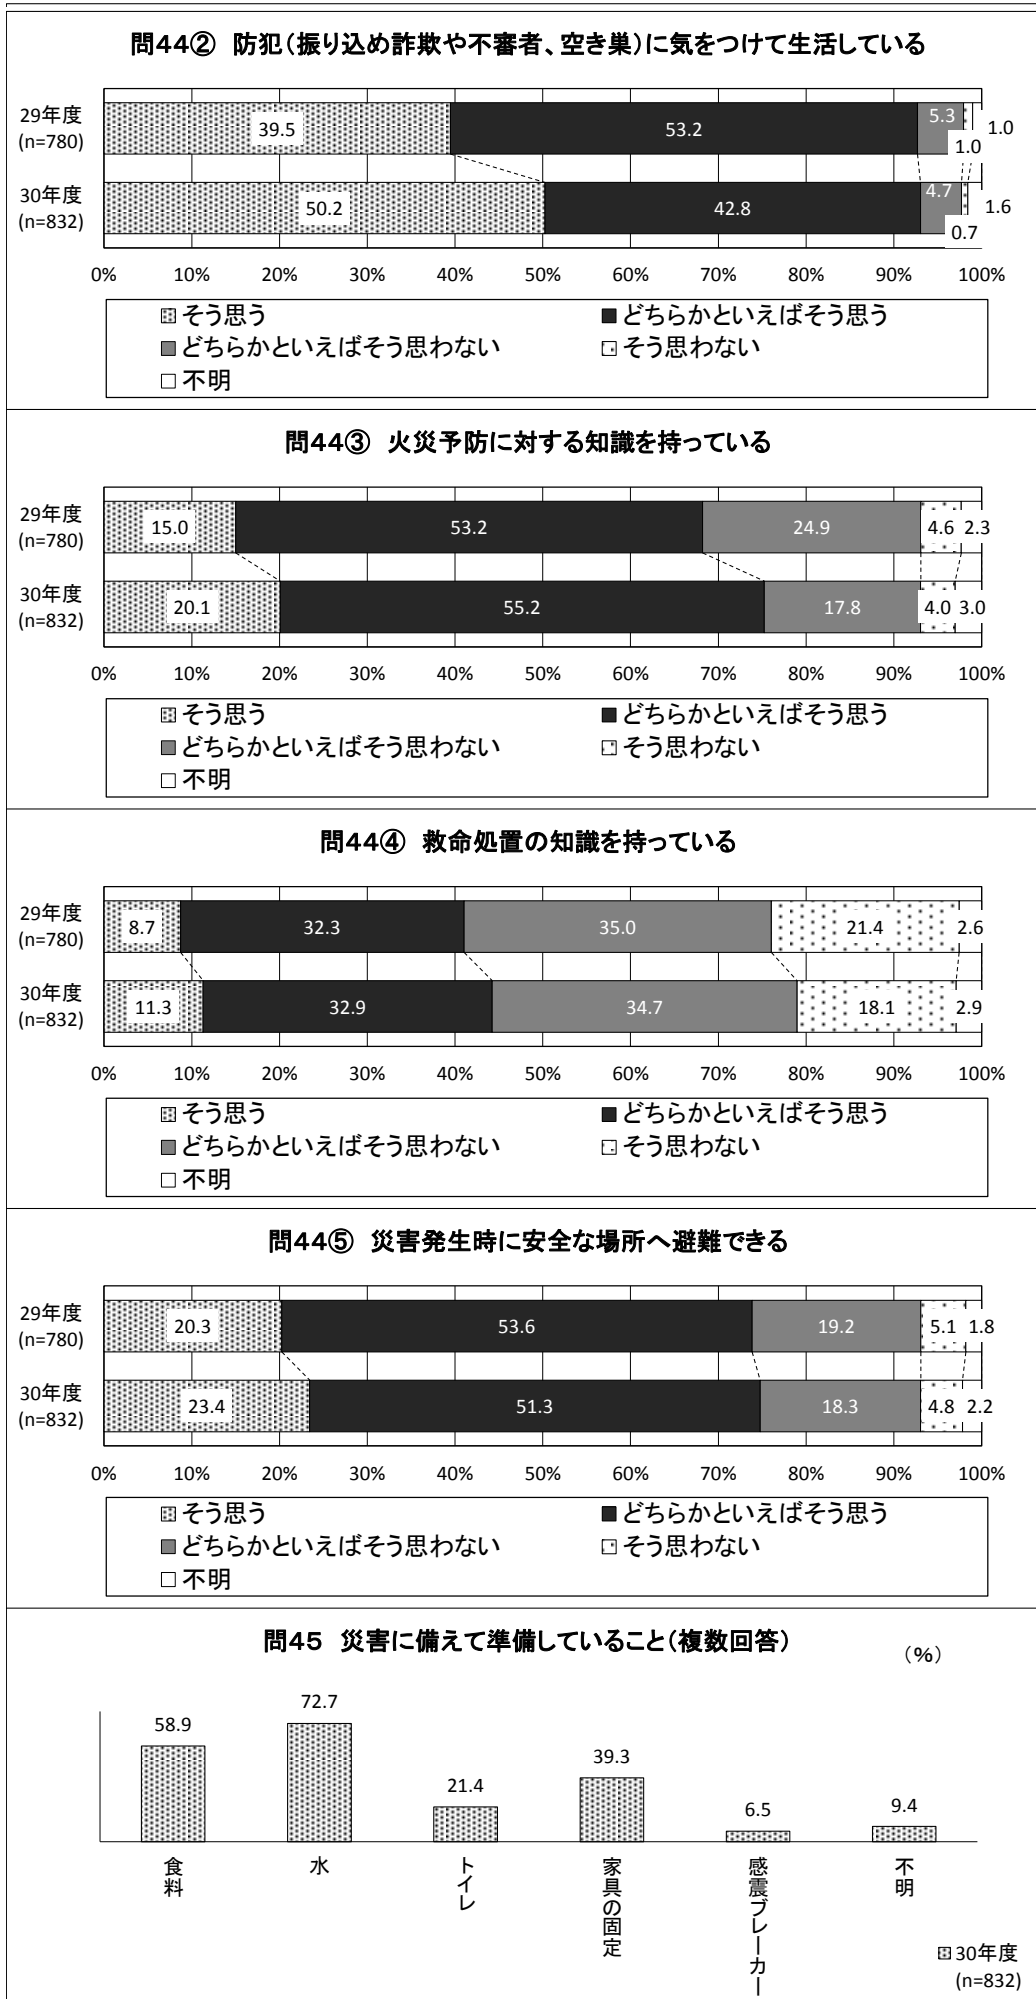 問44② 防犯(振り込め詐欺や不審者、空き巣)に気をつけて生活している
29年度
(n=780)
39.5 53.2 5.3 1.0 1.0
30年度
(n=832)
50.2 42.8 4.7 0.7 1.6
0% 10% 20% 30% 40% 50% 60% 70% 80% 90% 100%
そう思う どちらかといえばそう思う
どちらかといえばそう思わない そう思わない
不明
問44③ 火災予防に対する知識を持っている
29年度
(n=780)
15.0 53.2 24.9 4.6 2.3
30年度
(n=832)
20.1 55.2 17.8 4.0 3.0
0% 10% 20% 30% 40% 50% 60% 70% 80% 90% 100%
そう思う どちらかといえばそう思う
どちらかといえばそう思わない そう思わない
不明
問44④ 救命処置の知識を持っている
29年度
(n=780)
8.7 32.3 35.0 21.4 2.6
30年度
(n=832)
11.3 32.9 34.7 18.1 2.9
0% 10% 20% 30% 40% 50% 60% 70% 80% 90% 100%
そう思う どちらかといえばそう思う
どちらかといえばそう思わない そう思わない
不明
問44⑤ 災害発生時に安全な場所へ避難できる
29年度
(n=780)
20.3 53.6 19.2 5.1 1.8
30年度
(n=832)
23.4 51.3 18.3 4.8 2.2
0% 10% 20% 30% 40% 50% 60% 70% 80% 90% 100%
そう思う どちらかといえばそう思う
どちらかといえばそう思わない そう思わない
不明
問45 災害に備えて準備していること(複数回答)
(%)
58.9 72.7 21.4 39.3 6.5 9.4
食料
水
トイレ
家具の固定
感震ブレーカー
不明
30年度
(n=832)